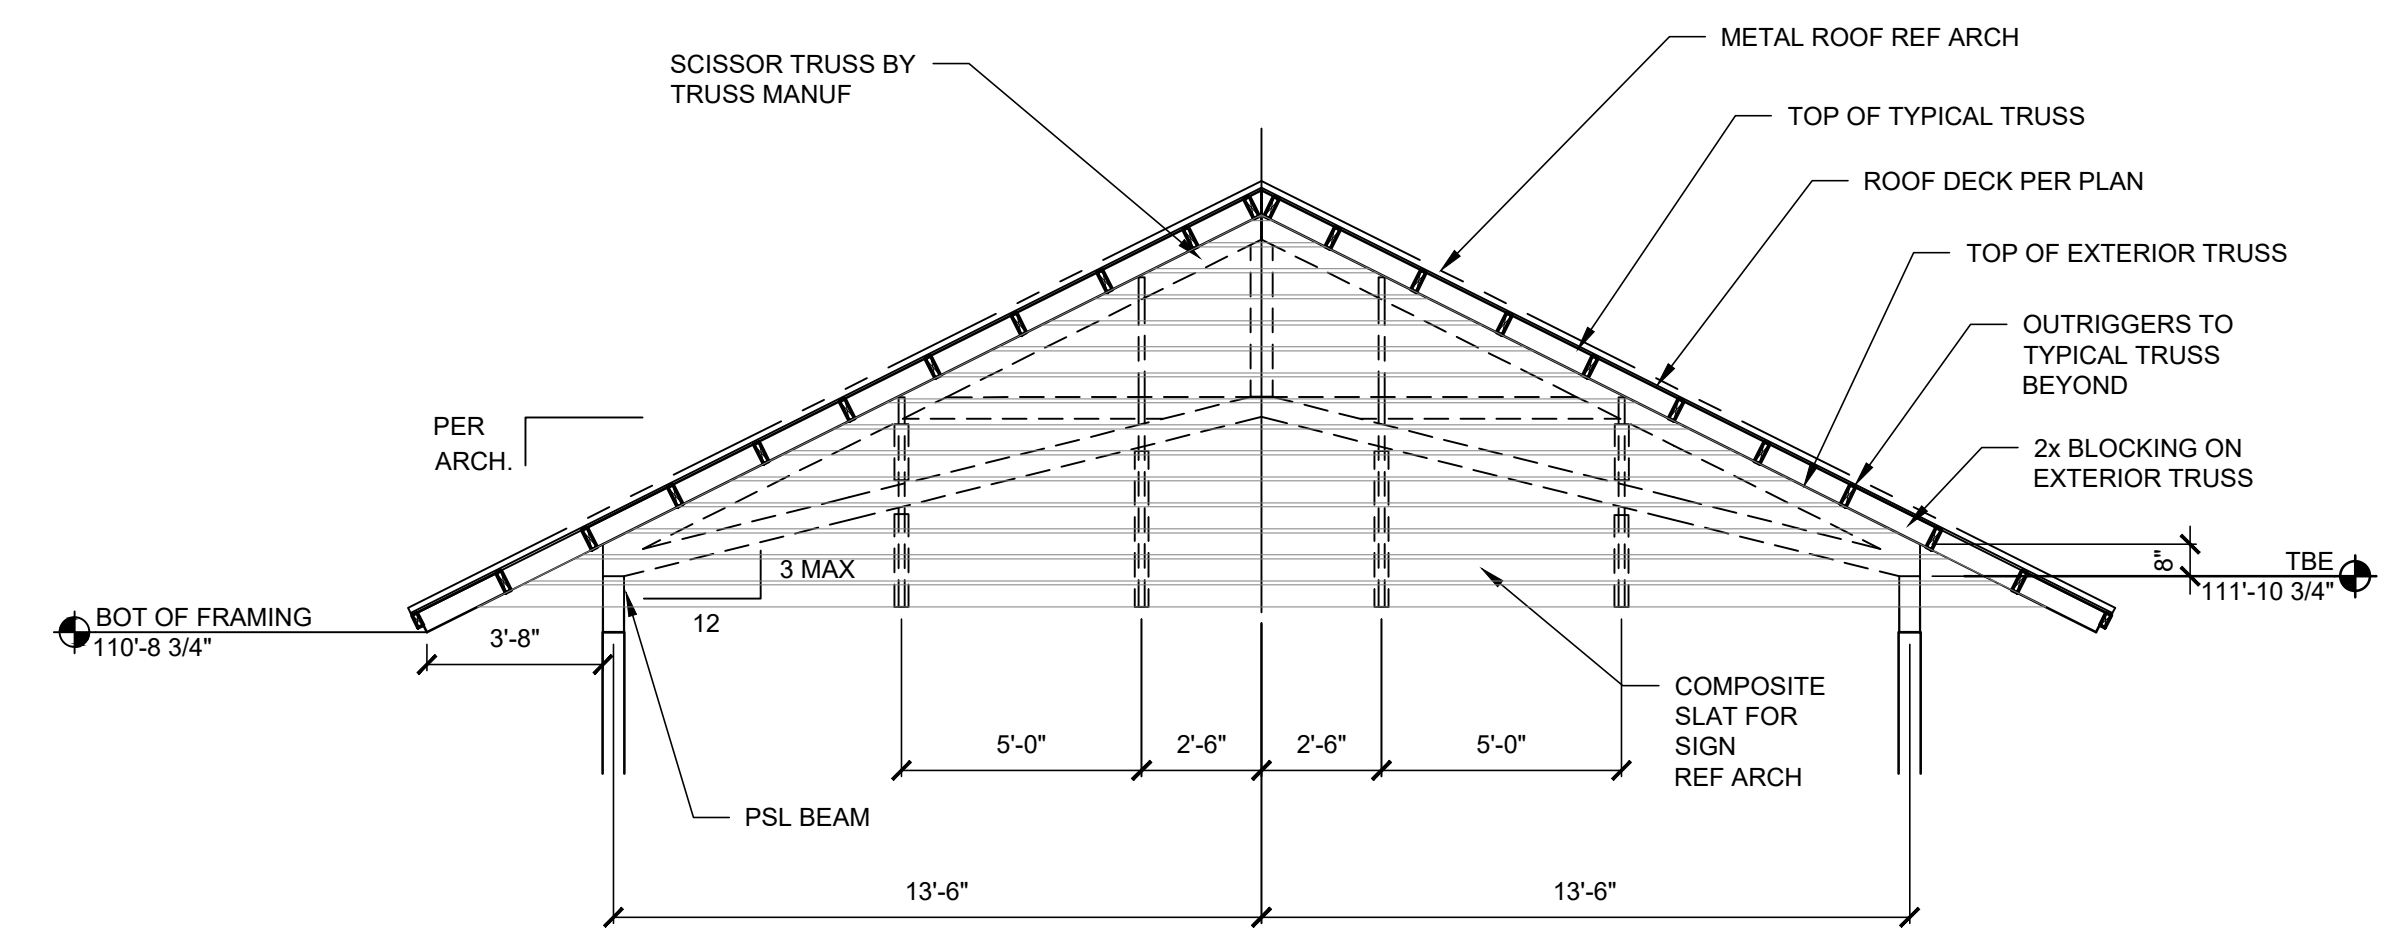 METAL ROOF REF ARCH
SCISSOR TRUSS BY
TRUSS MANUF
TOP OF TYPICAL TRUSS
ROOF DECK PER PLAN
TOP OF EXTERIOR TRUSS
OUTRIGGERS TO
TYPICAL TRUSS
BEYOND
PER
ARCH.
2x BLOCKING ON
EXTERIOR TRUSS
3 MAX
12
8"
TBE
111'-10 3/4"
BOT OF FRAMING
110'-8 3/4"
3'-8"
COMPOSITE
SLAT FOR
SIGN
REF ARCH
5'-0"
2'-6"
2'-6"
5'-0"
PSL BEAM
13'-6"
13'-6"